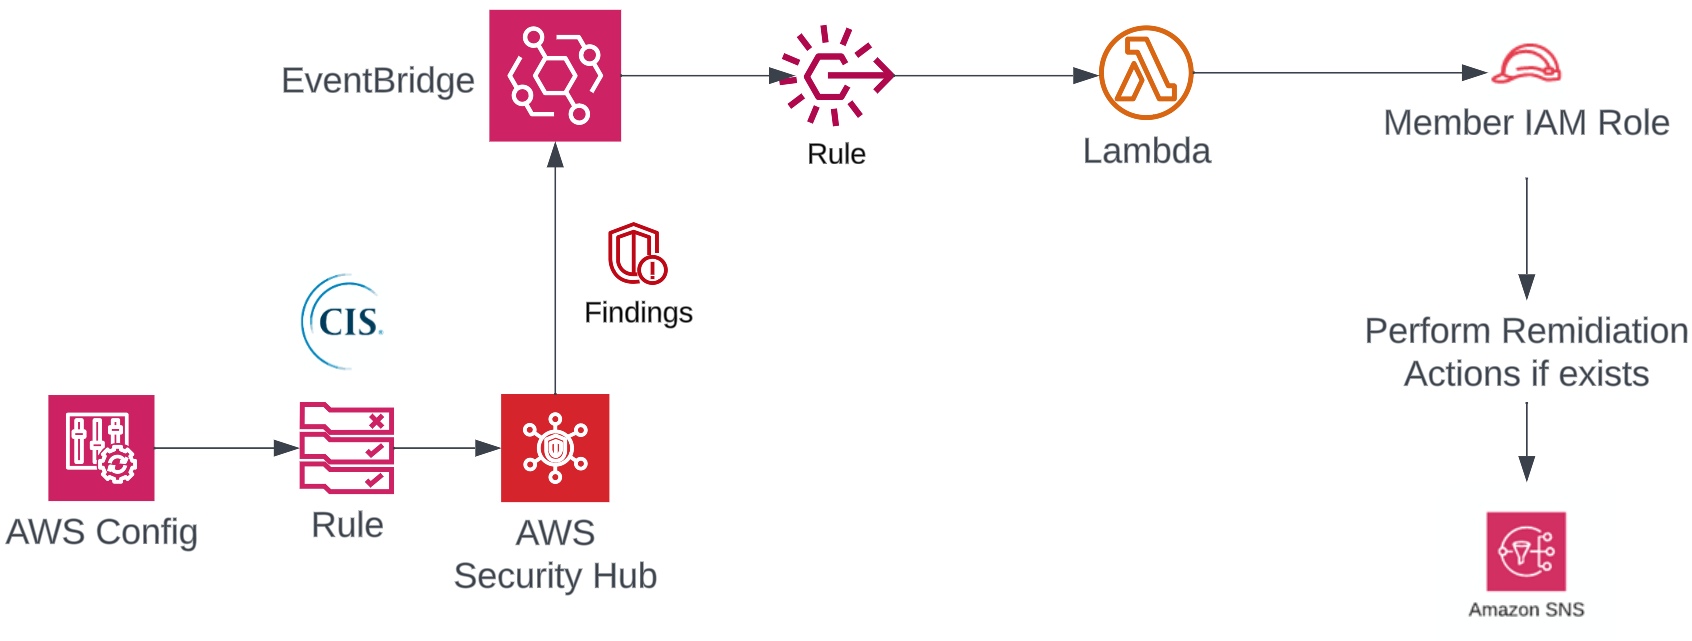 EventBridge
Rule
Lambda
Member IAM Role
Findings
CIS.
Perform Remidiation
Actions if exists
AWS Config
Rule
AWS
Security Hub
Amazon SNS